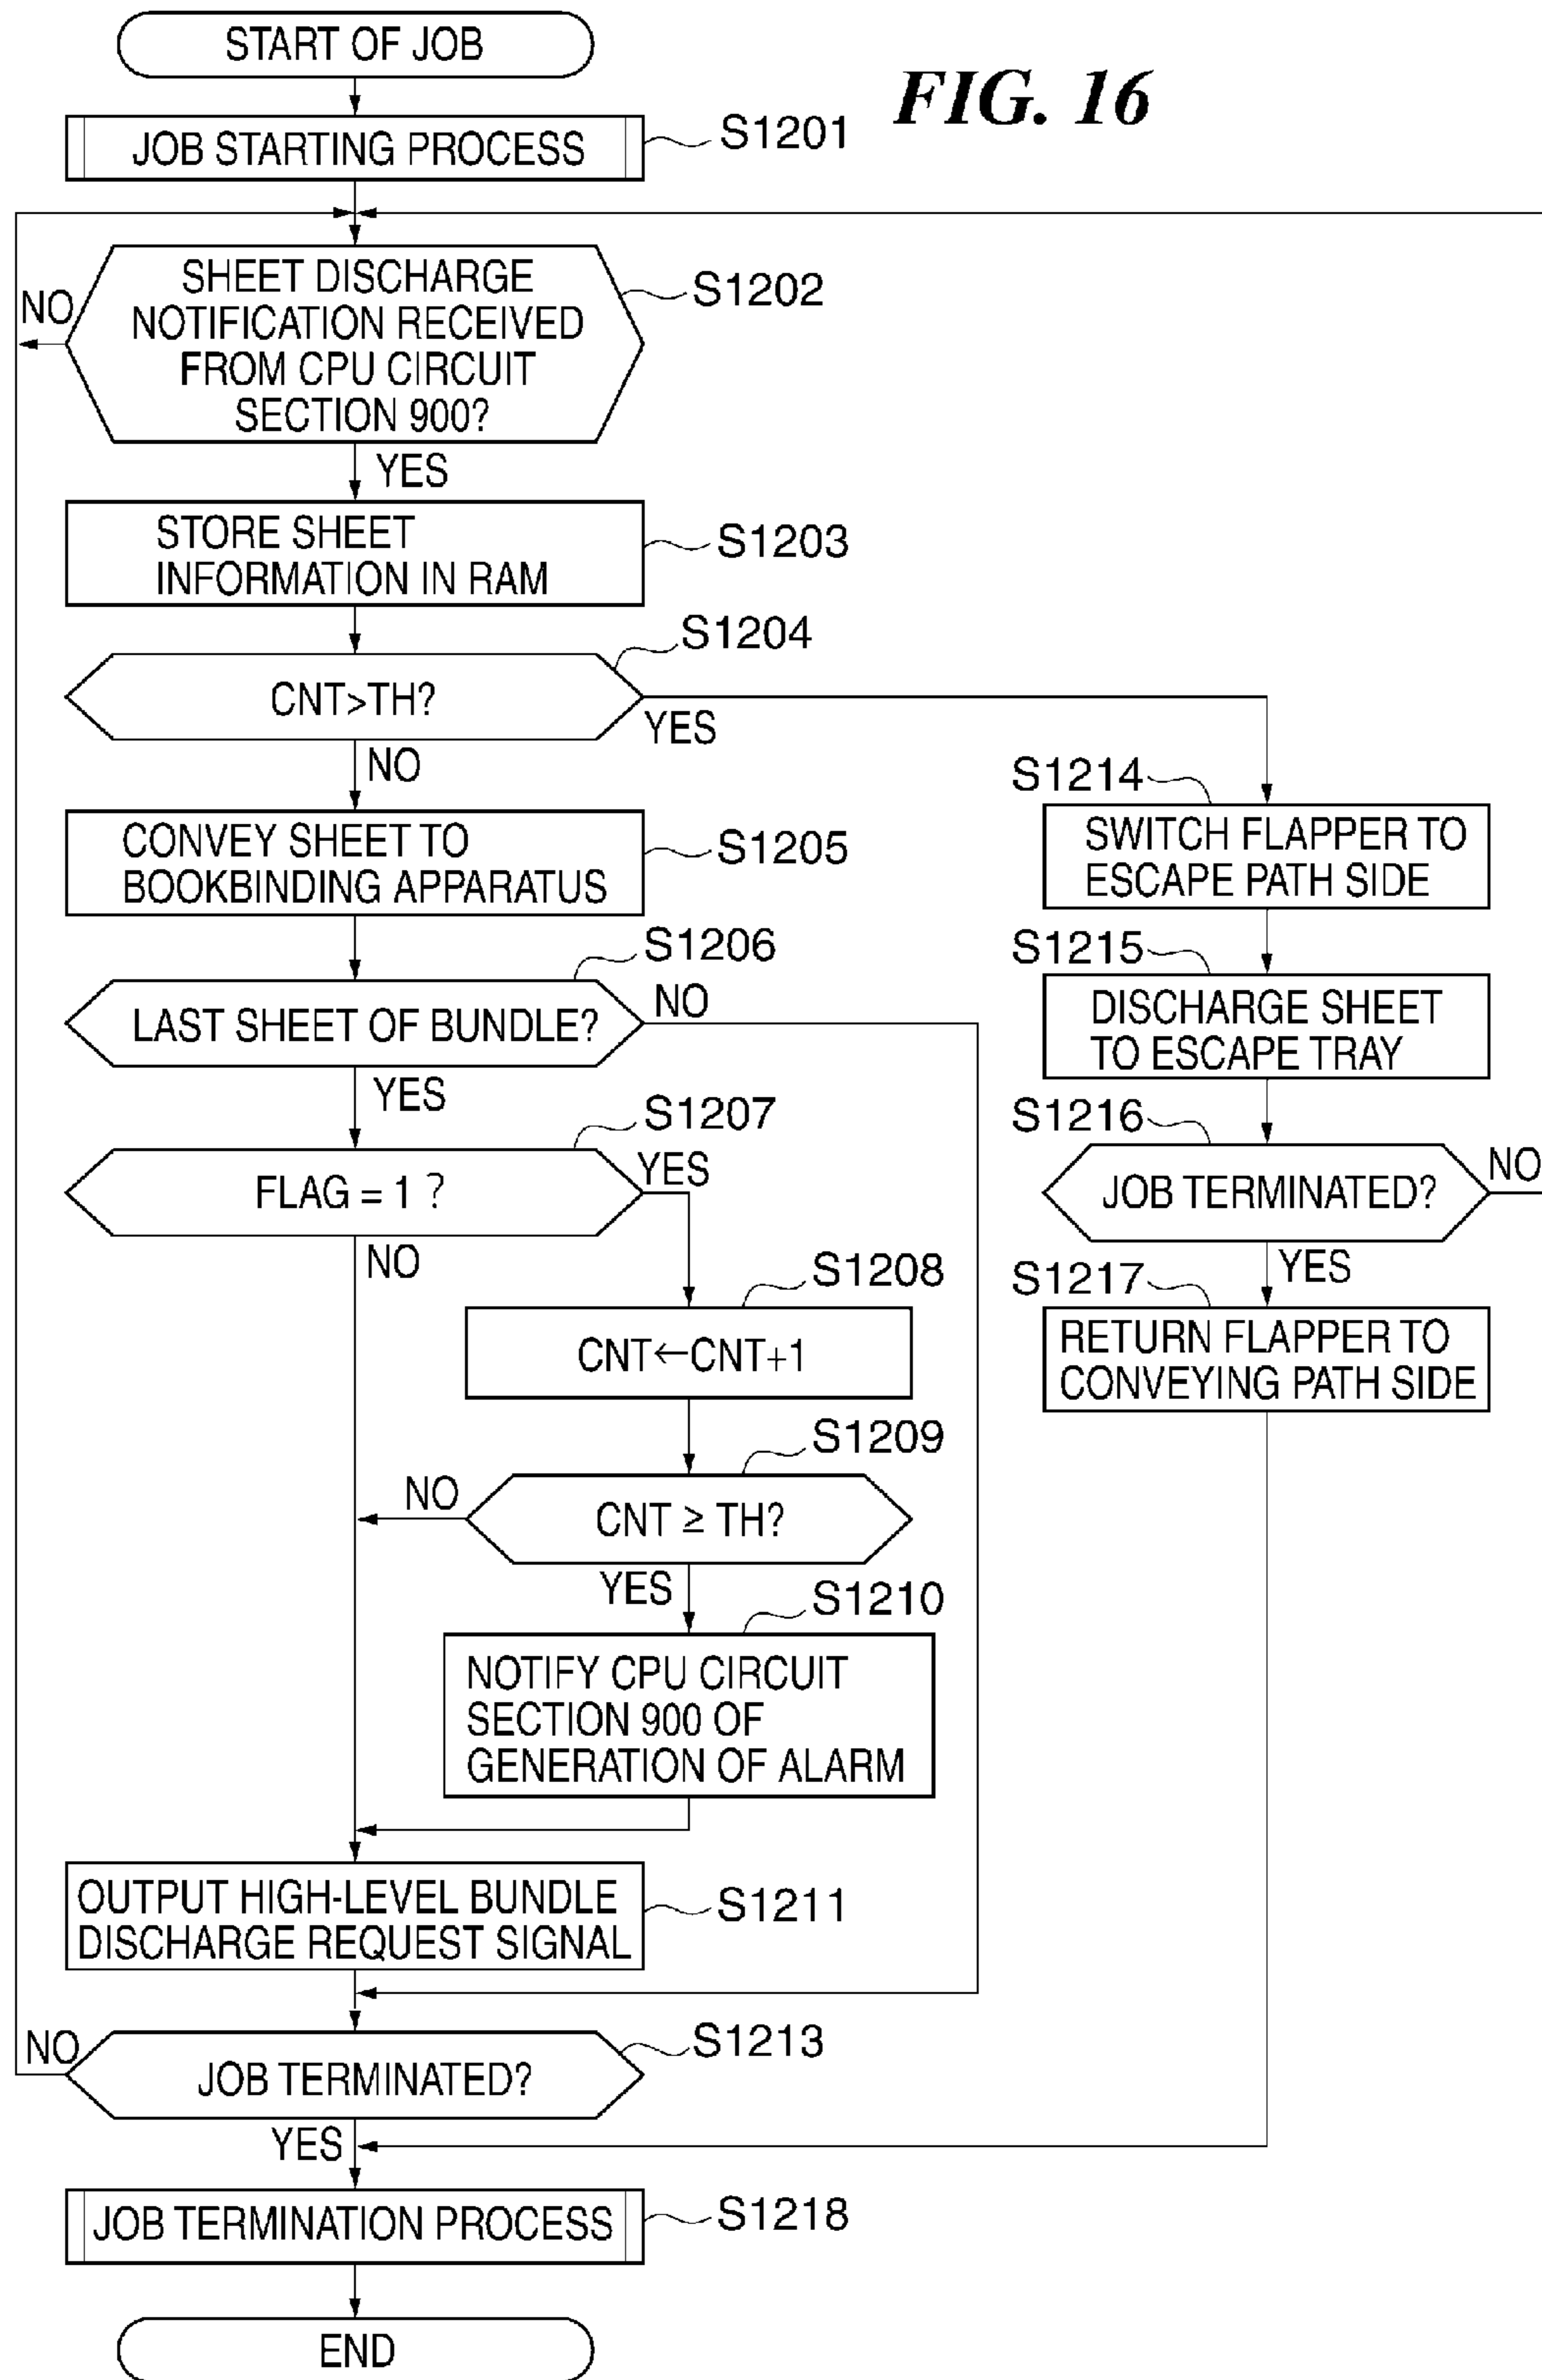 START OF JOB
FIG. 16
JOB STARTING PROCESS
S1201
SHEET DISCHARGE
NOTIFICATION RECEIVED
FROM CPU CIRCUIT
SECTION 900?
S1202
NO
YES
STORE SHEET
INFORMATION IN RAM
S1203
CNT>TH?
S1204
YES
NO
CONVEY SHEET TO
BOOKBINDING APPARATUS
S1205
LAST SHEET OF BUNDLE?
S1206
NO
YES
FLAG = 1 ?
S1207
YES
NO
CNT←CNT+1
S1208
CNT ≥ TH?
S1209
NO
YES
NOTIFY CPU CIRCUIT
SECTION 900 OF
GENERATION OF ALARM
S1210
OUTPUT HIGH-LEVEL BUNDLE
DISCHARGE REQUEST SIGNAL
S1211
JOB TERMINATED?
S1213
NO
YES
S1214
SWITCH FLAPPER TO
ESCAPE PATH SIDE
S1215
DISCHARGE SHEET
TO ESCAPE TRAY
S1216
JOB TERMINATED?
NO
YES
S1217
RETURN FLAPPER TO
CONVEYING PATH SIDE
JOB TERMINATION PROCESS
S1218
END